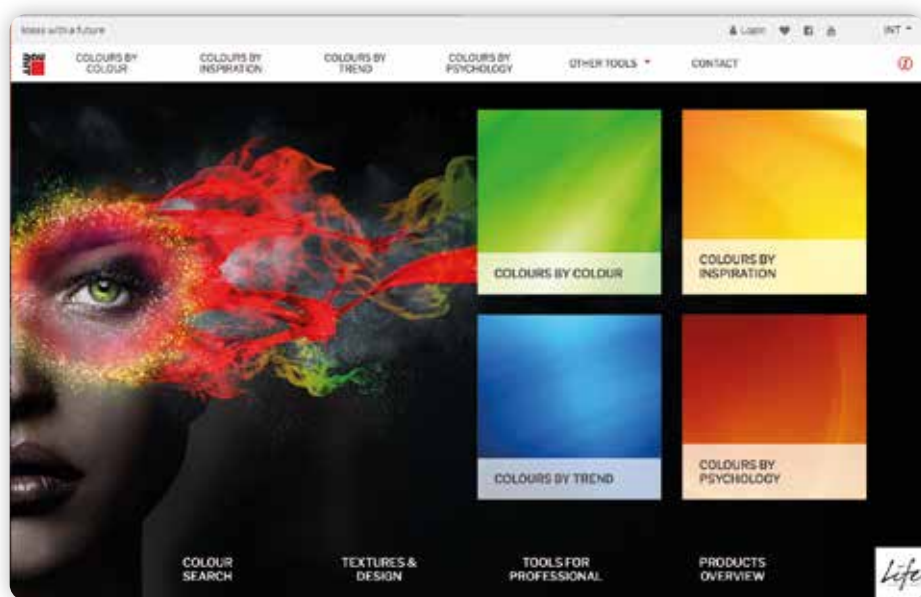 Ideas with a future
Login
INT
COLOURS BY
COLOUR
COLOURS BY
INSPIRATION
COLOURS BY
TREND
COLOURS BY
PSYCHOLOGY
OTHER TOOLS
CONTACT
COLOURS BY COLOUR
COLOURS BY
INSPIRATION
COLOURS BY TREND
COLOURS BY
PSYCHOLOGY
COLOUR
SEARCH
TEXTURES &
DESIGN
TOOLS FOR
PROFESSIONAL
PRODUCTS
OVERVIEW
Life